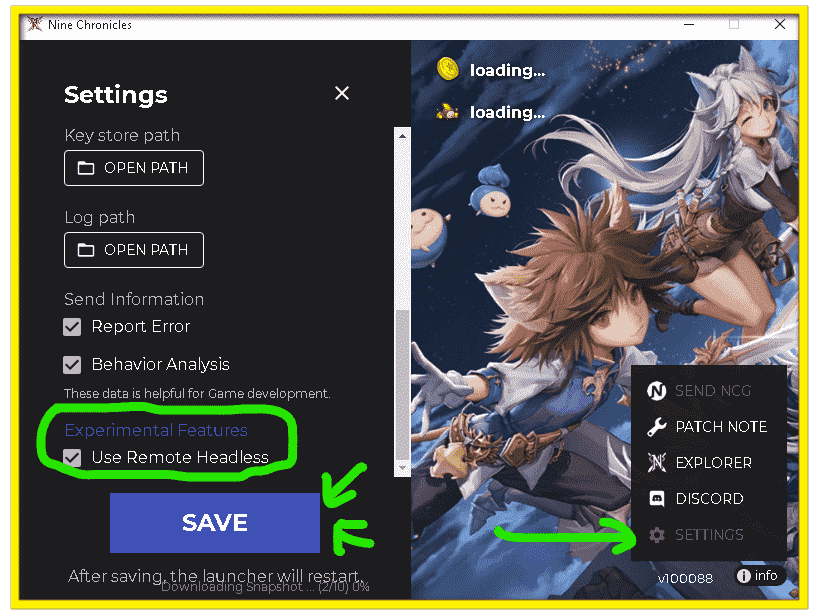 Nine Chronicles
Settings
Key store path
OPEN PATH
Log path
OPEN PATH
Send Information
Report Error
Behavior Analysis
These data is helpful for Game development.
Experimental Features
Use Remote Headless
SAVE
After saving, the launcher will restart.
Downloading Snapshot ... (2/10) 0%
loading...
loading...
SEND NCG
PATCH NOTE
EXPLORER
DISCORD
SETTINGS
v100088
info